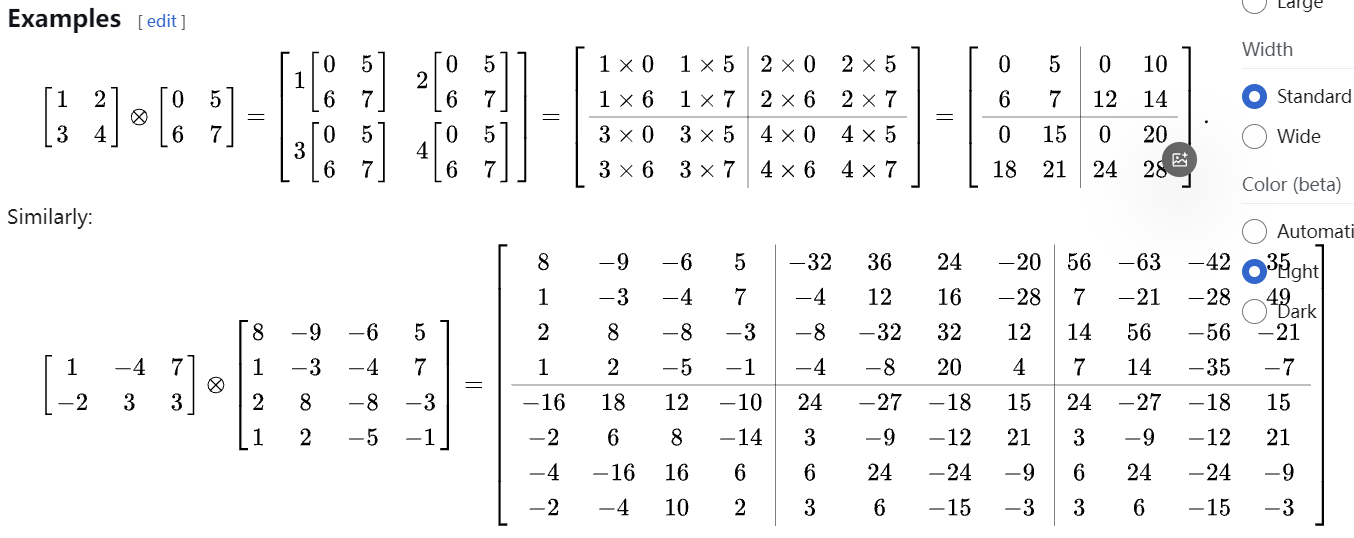 Examples [ edit ]
[1 2; 3 4] ⊗ [0 5; 6 7] = [1[0 5; 6 7] 2[0 5; 6 7]; 3[0 5; 6 7] 4[0 5; 6 7]] = [1 × 0 1 × 5 | 2 × 0 2 × 5; 1 × 6 1 × 7 | 2 × 6 2 × 7; 3 × 0 3 × 5 | 4 × 0 4 × 5; 3 × 6 3 × 7 | 4 × 6 4 × 7] = [0 5 | 0 10; 6 7 | 12 14; 0 15 | 0 20; 18 21 | 24 28].
Similarly:
[1 −4 7; −2 3 3] ⊗ [8 −9 −6 5; 1 −3 −4 7; 2 8 −8 −3; 1 2 −5 −1] =
8 −9 −6 5 −32 36 24 −20 56 −63 −42 35
1 −3 −4 7 −4 12 16 −28 7 −21 −28 49
2 8 −8 −3 −8 −32 32 12 14 56 −56 −21
1 2 −5 −1 −4 −8 20 4 7 14 −35 −7
−16 18 12 −10 24 −27 −18 15 24 −27 −18 15
−2 6 8 −14 3 −9 −12 21 3 −9 −12 21
−4 −16 16 6 6 24 −24 −9 6 24 −24 −9
−2 −4 10 2 3 6 −15 −3 3 6 −15 −3
Large
Width
Standard
Wide
Color (beta)
Automati
Light
Dark